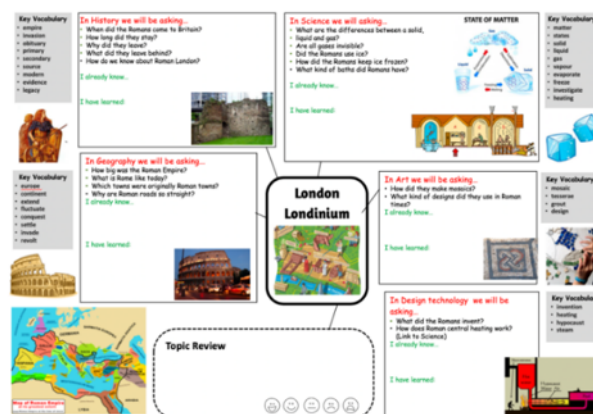 Key Vocabulary
empire
invasion
obituary
primary
secondary
source
modern
evidence
legacy
In History we will be asking...
When did the Romans come to Britain?
How long did they stay?
Why did they leave?
What did they leave behind?
How do we know about Roman London?
I already know...
I have learned:
In Science we will asking...
What are the differences between a solid,
liquid and gas?
Are all gases invisible?
Did the Romans use ice?
How did the Romans keep ice frozen?
What kind of baths did Romans have?
I already know...
I have learned:
STATE OF MATTER
Key Vocabulary
matter
states
solid
liquid
gas
vapour
evaporate
freeze
investigate
heating
Key Vocabulary
europe
continent
extend
fluctuate
conquest
settle
invade
revolt
In Geography we will be asking...
How big was the Roman Empire?
What is Rome like today?
Which towns were originally Roman towns?
Why are Roman roads so straight?
I already know...
I have learned:
London
Londinium
In Art we will be asking...
How did they make mosaics?
What kind of designs did they use in Roman
times?
I already know...
I have learned:
Key Vocabulary
mosaic
tesserae
grout
design
In Design technology we will be
asking...
What did the Romans invent?
How does Roman central heating work?
(Link to Science)
I already know...
I have learned:
Key Vocabu
invention
heating
hypocaust
steam
Topic Review
Map of Roman Empire